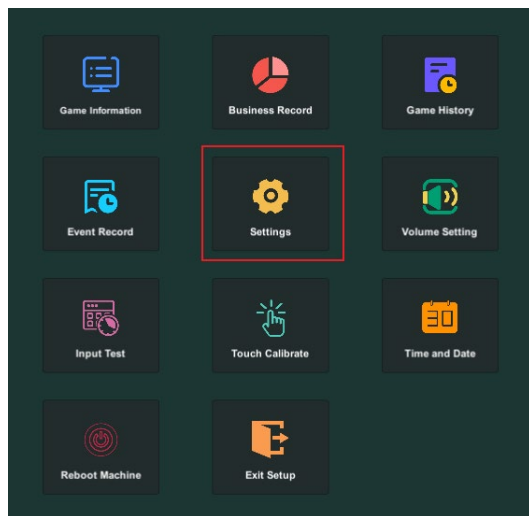 Game Information
Business Record
Game History
Event Record
Settings
Volume Setting
Input Test
Touch Calibrate
30
Time and Date
Reboot Machine
Exit Setup